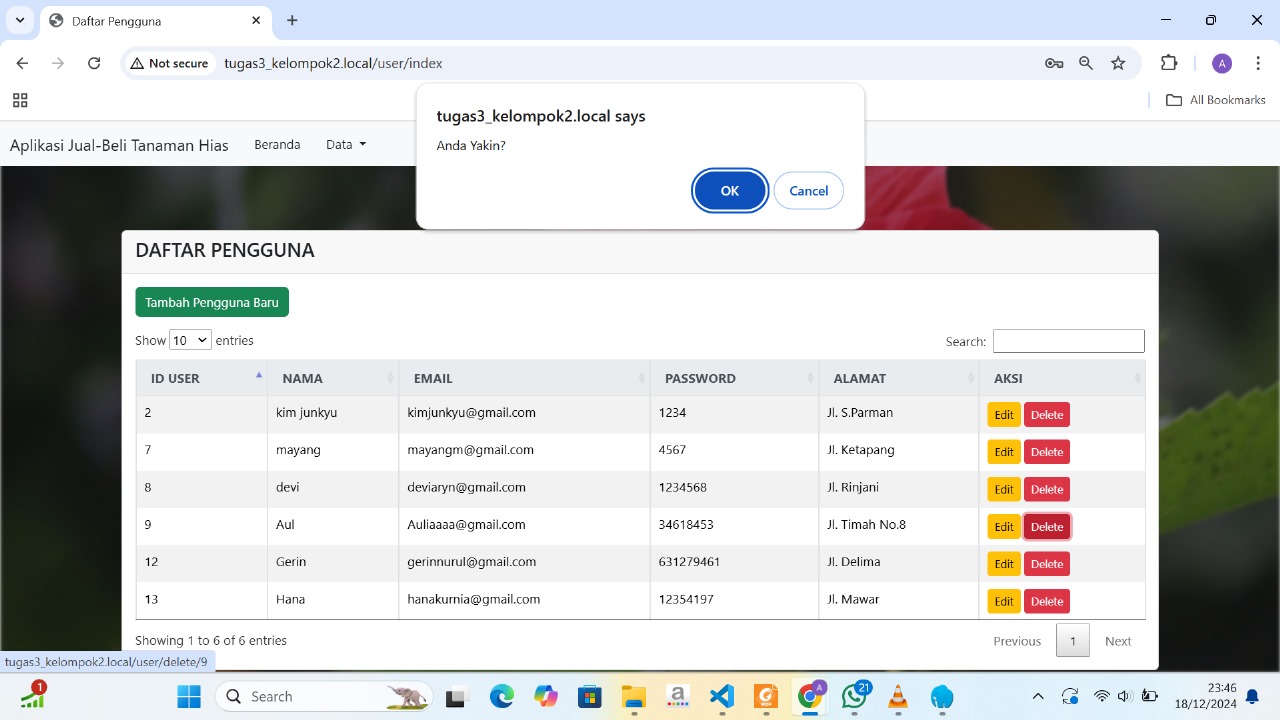 Daftar Pengguna
Not secure
tugas3_kelompok2.local/user/index
A
All Bookmarks
tugas3_kelompok2.local says
Anda Yakin?
OK Cancel
Aplikasi Jual-Beli Tanaman Hias Beranda Data
DAFTAR PENGGUNA
Tambah Pengguna Baru
Show 10 entries Search:
ID USER NAMA EMAIL PASSWORD ALAMAT AKSI
2 kim junkyu kimjunkyu@gmail.com 1234 Jl. S.Parman Edit Delete
7 mayang mayangm@gmail.com 4567 Jl. Ketapang Edit Delete
8 devi deviaryn@gmail.com 1234568 Jl. Rinjani Edit Delete
9 Aul Auliaaaa@gmail.com 34618453 Jl. Timah No.8 Edit Delete
12 Gerin gerinnurul@gmail.com 631279461 Jl. Delima Edit Delete
13 Hana hanakurnia@gmail.com 12354197 Jl. Mawar Edit Delete
Showing 1 to 6 of 6 entries Previous 1 Next
tugas3_kelompok2.local/user/delete/9
1
Search
a
PDF
A
21
23:46
18/12/2024